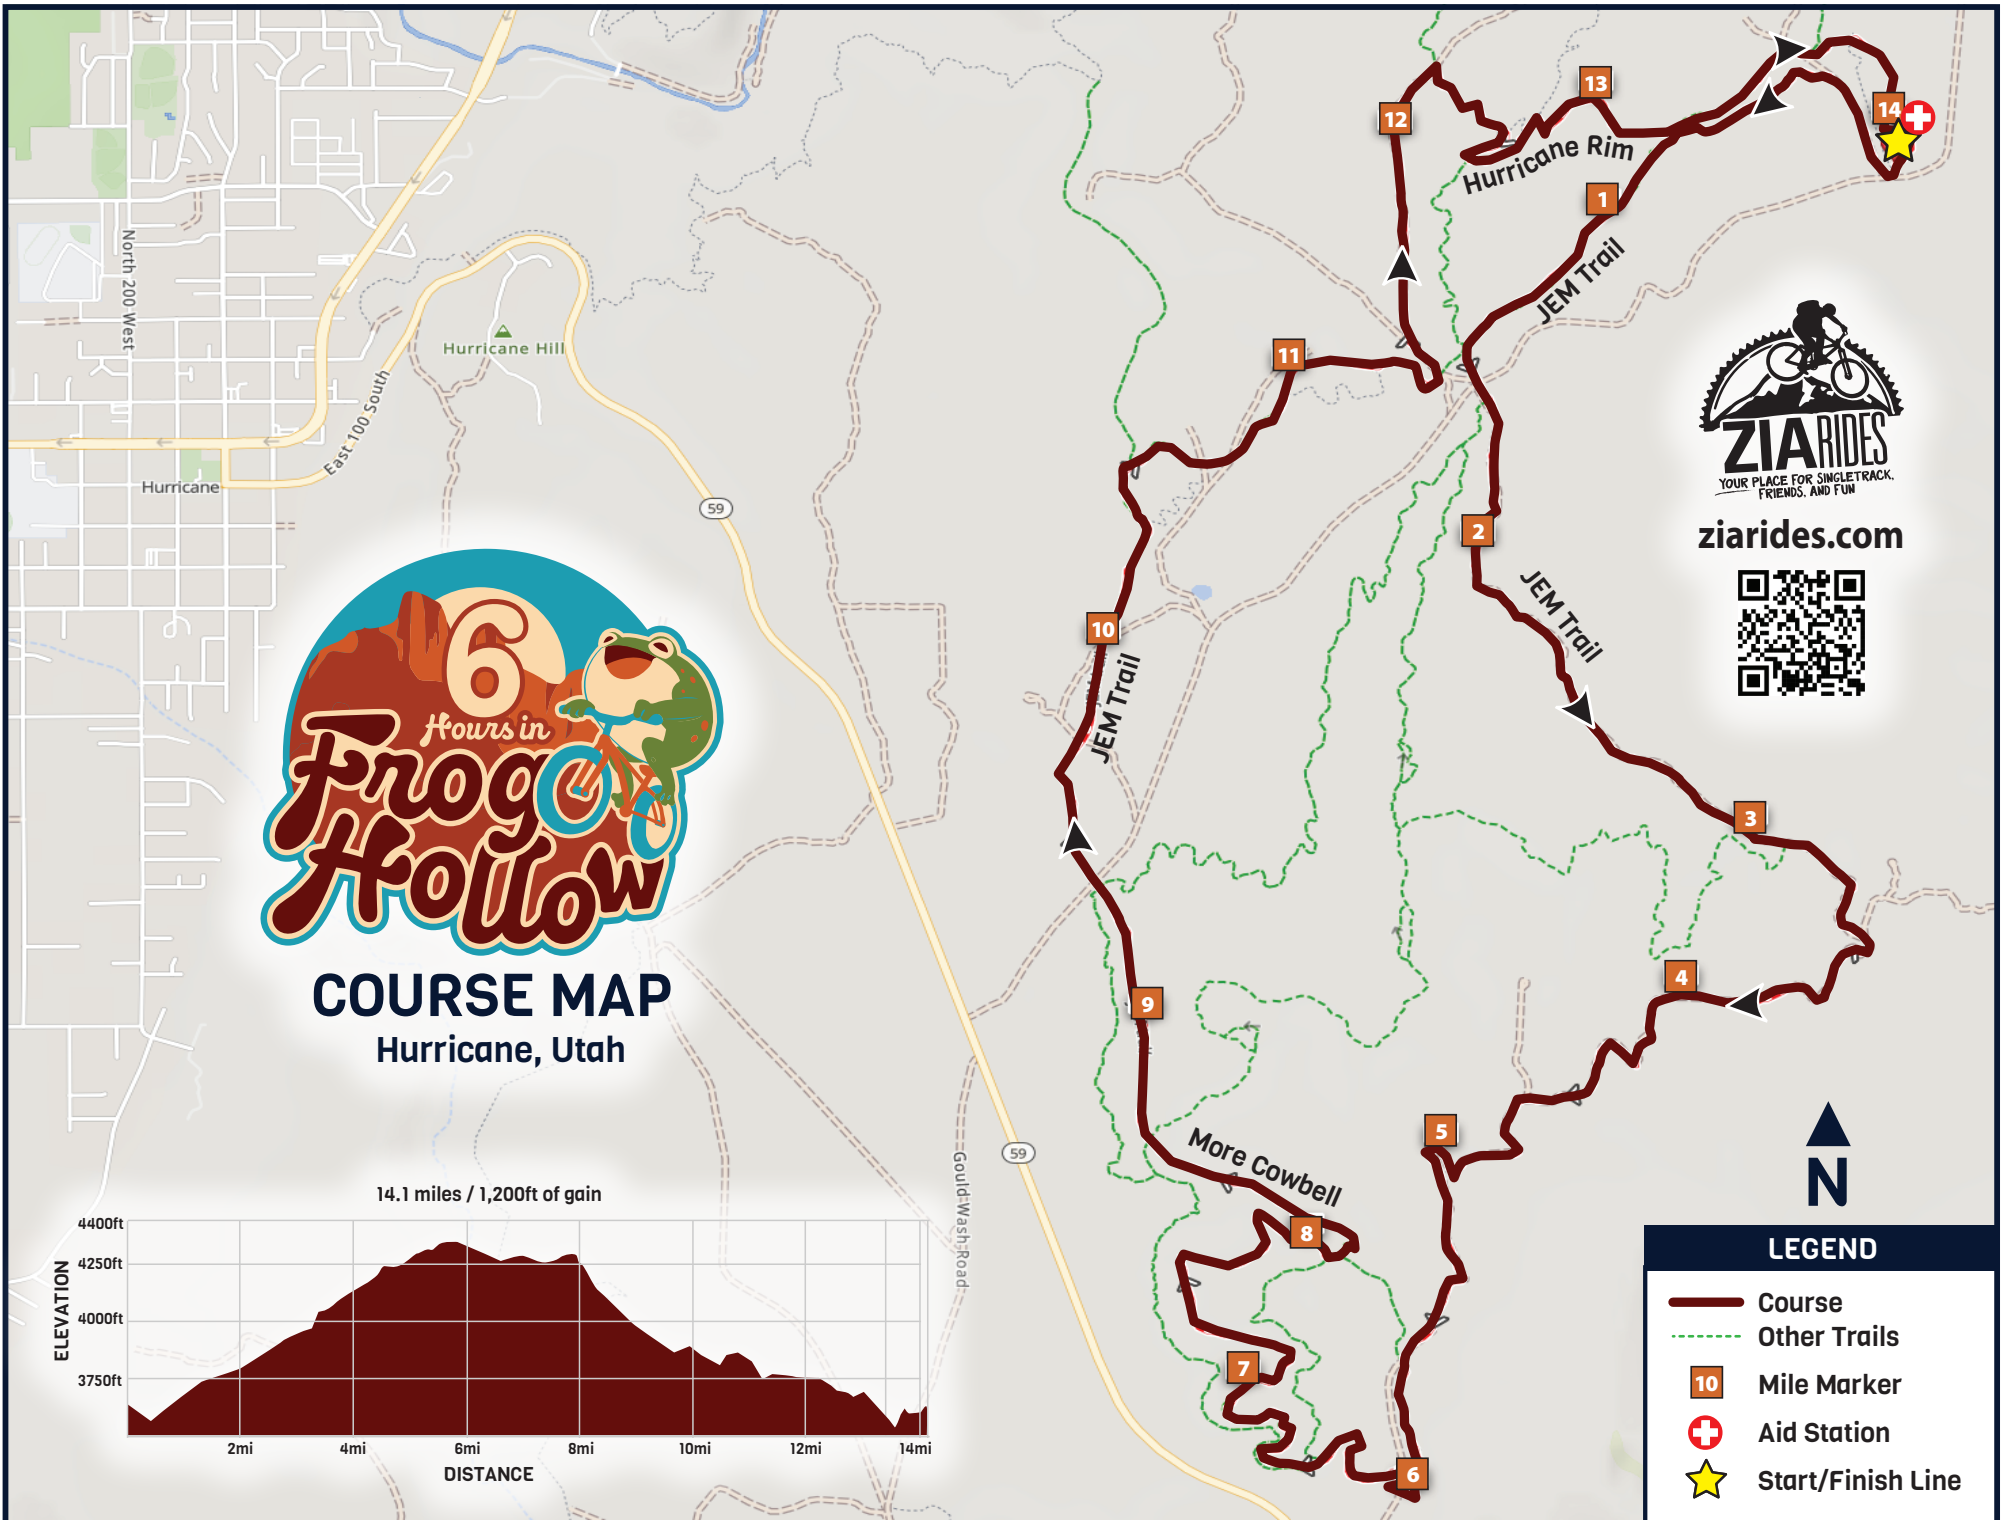 6
Hours in
Frog
Hollow
COURSE MAP
Hurricane, Utah
14.1 miles / 1,200ft of gain
ELEVATION
4400ft
4250ft
4000ft
3750ft
2mi
4mi
6mi
8mi
10mi
12mi
14mi
DISTANCE
North 200 West
East 100 South
Hurricane
Hurricane Hill
59
59
Gould Wash Road
14
13
12
Hurricane Rim
1
JEM Trail
11
2
JEM Trail
10
JEM Trail
3
4
9
5
More Cowbell
8
7
6
ZIARIDES
YOUR PLACE FOR SINGLETRACK,
FRIENDS, AND FUN
ziarides.com
N
LEGEND
Course
Other Trails
10 Mile Marker
Aid Station
Start/Finish Line